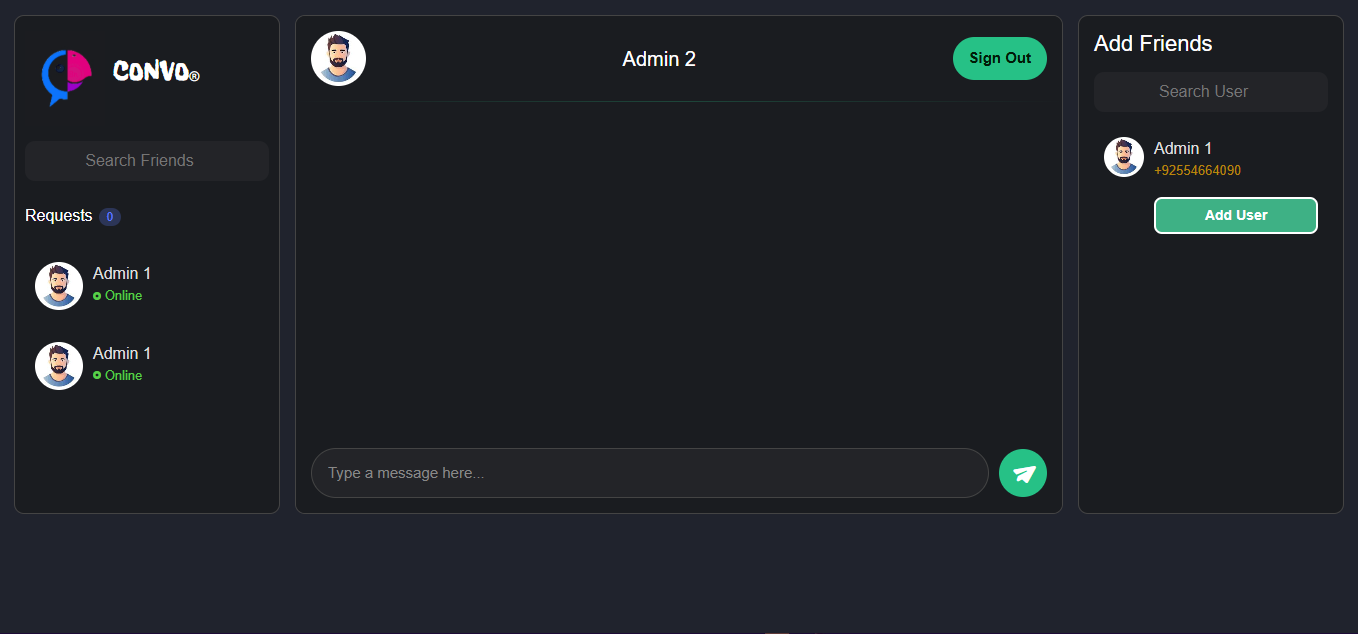 CONVO®
Search Friends
Requests 0
Admin 1
Online
Admin 1
Online
Admin 2
Sign Out
Type a message here...
Add Friends
Search User
Admin 1
+92554664090
Add User